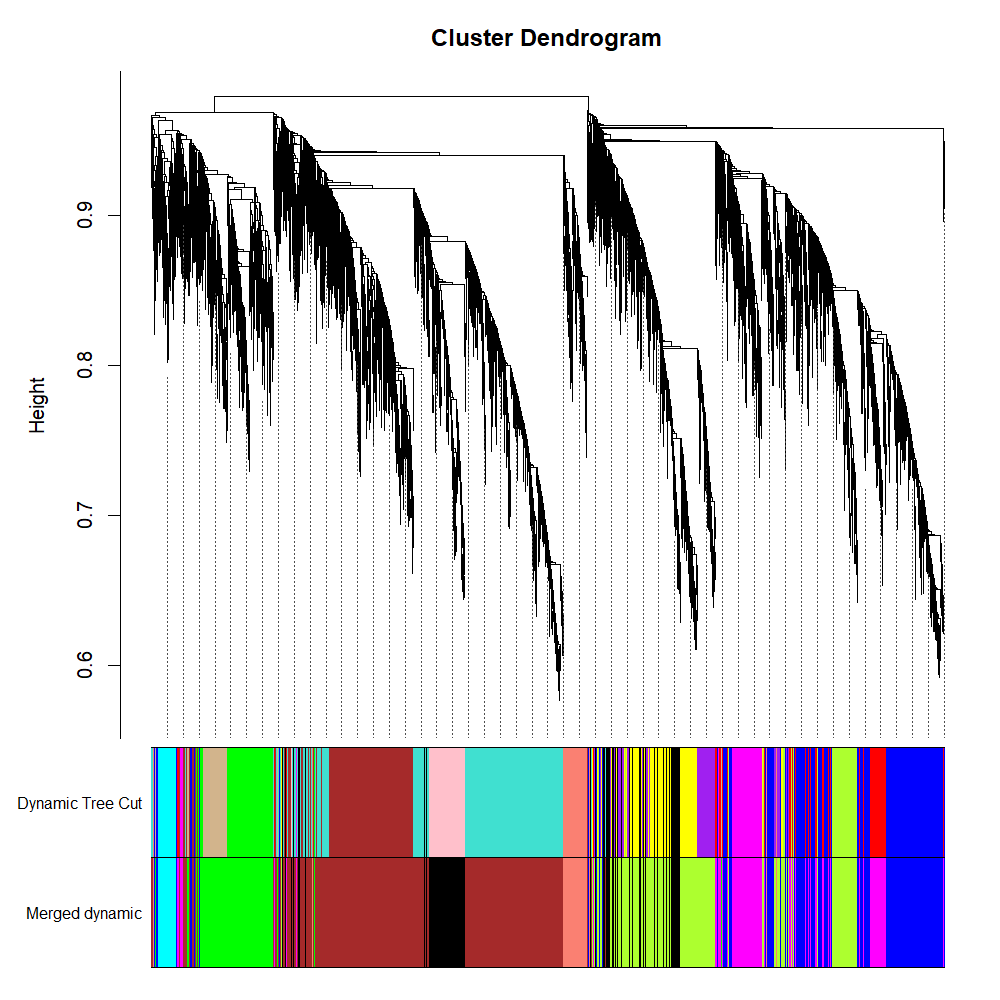 Cluster Dendrogram
Height
0.9
0.8
0.7
0.6
Dynamic Tree Cut
Merged dynamic